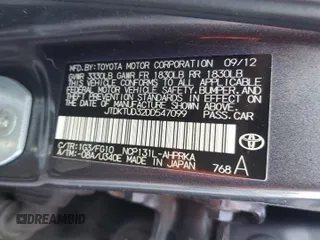 MFD.BY:TOYOTA MOTOR CORPORATION 09/12
GVWR 3330LB GAWR FR 1830LB RR 1830LB
THIS VEHICLE CONFORMS TO ALL APPLICABLE
FEDERAL MOTOR VEHICLE SAFETY, BUMPER, AND
THEFT PREVENTION STANDARDS IN EFFECT ON
THE DATE OF MANUFACTURE SHOWN ABOVE.
JTDKTUD32DD547099 PASS.CAR
C/TR:1G3/FG10 NCP131L-AHPRKA
A/TM:-08A/U340E MADE IN JAPAN
768 A